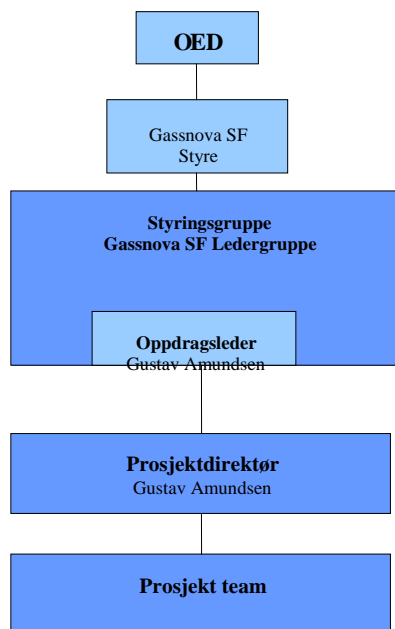 OED
Gassnova SF
Styre
Styringsgruppe
Gassnova SF Ledergruppe
Oppdragsleder
Gustav Amundsen
Prosjektdirektør
Gustav Amundsen
Prosjekt team